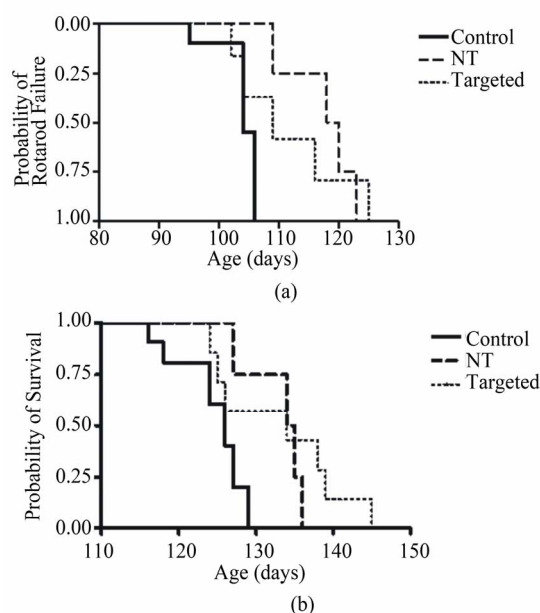 0.00
0.25
0.50
0.75
1.00
Probability of
Rotarod Failure
80 90 100 110 120 130
Age (days)
Control
NT
Targeted
(a)
1.00
0.75
0.50
0.25
0.00
Probability of Survival
110 120 130 140 150
Age (days)
Control
NT
Targeted
(b)